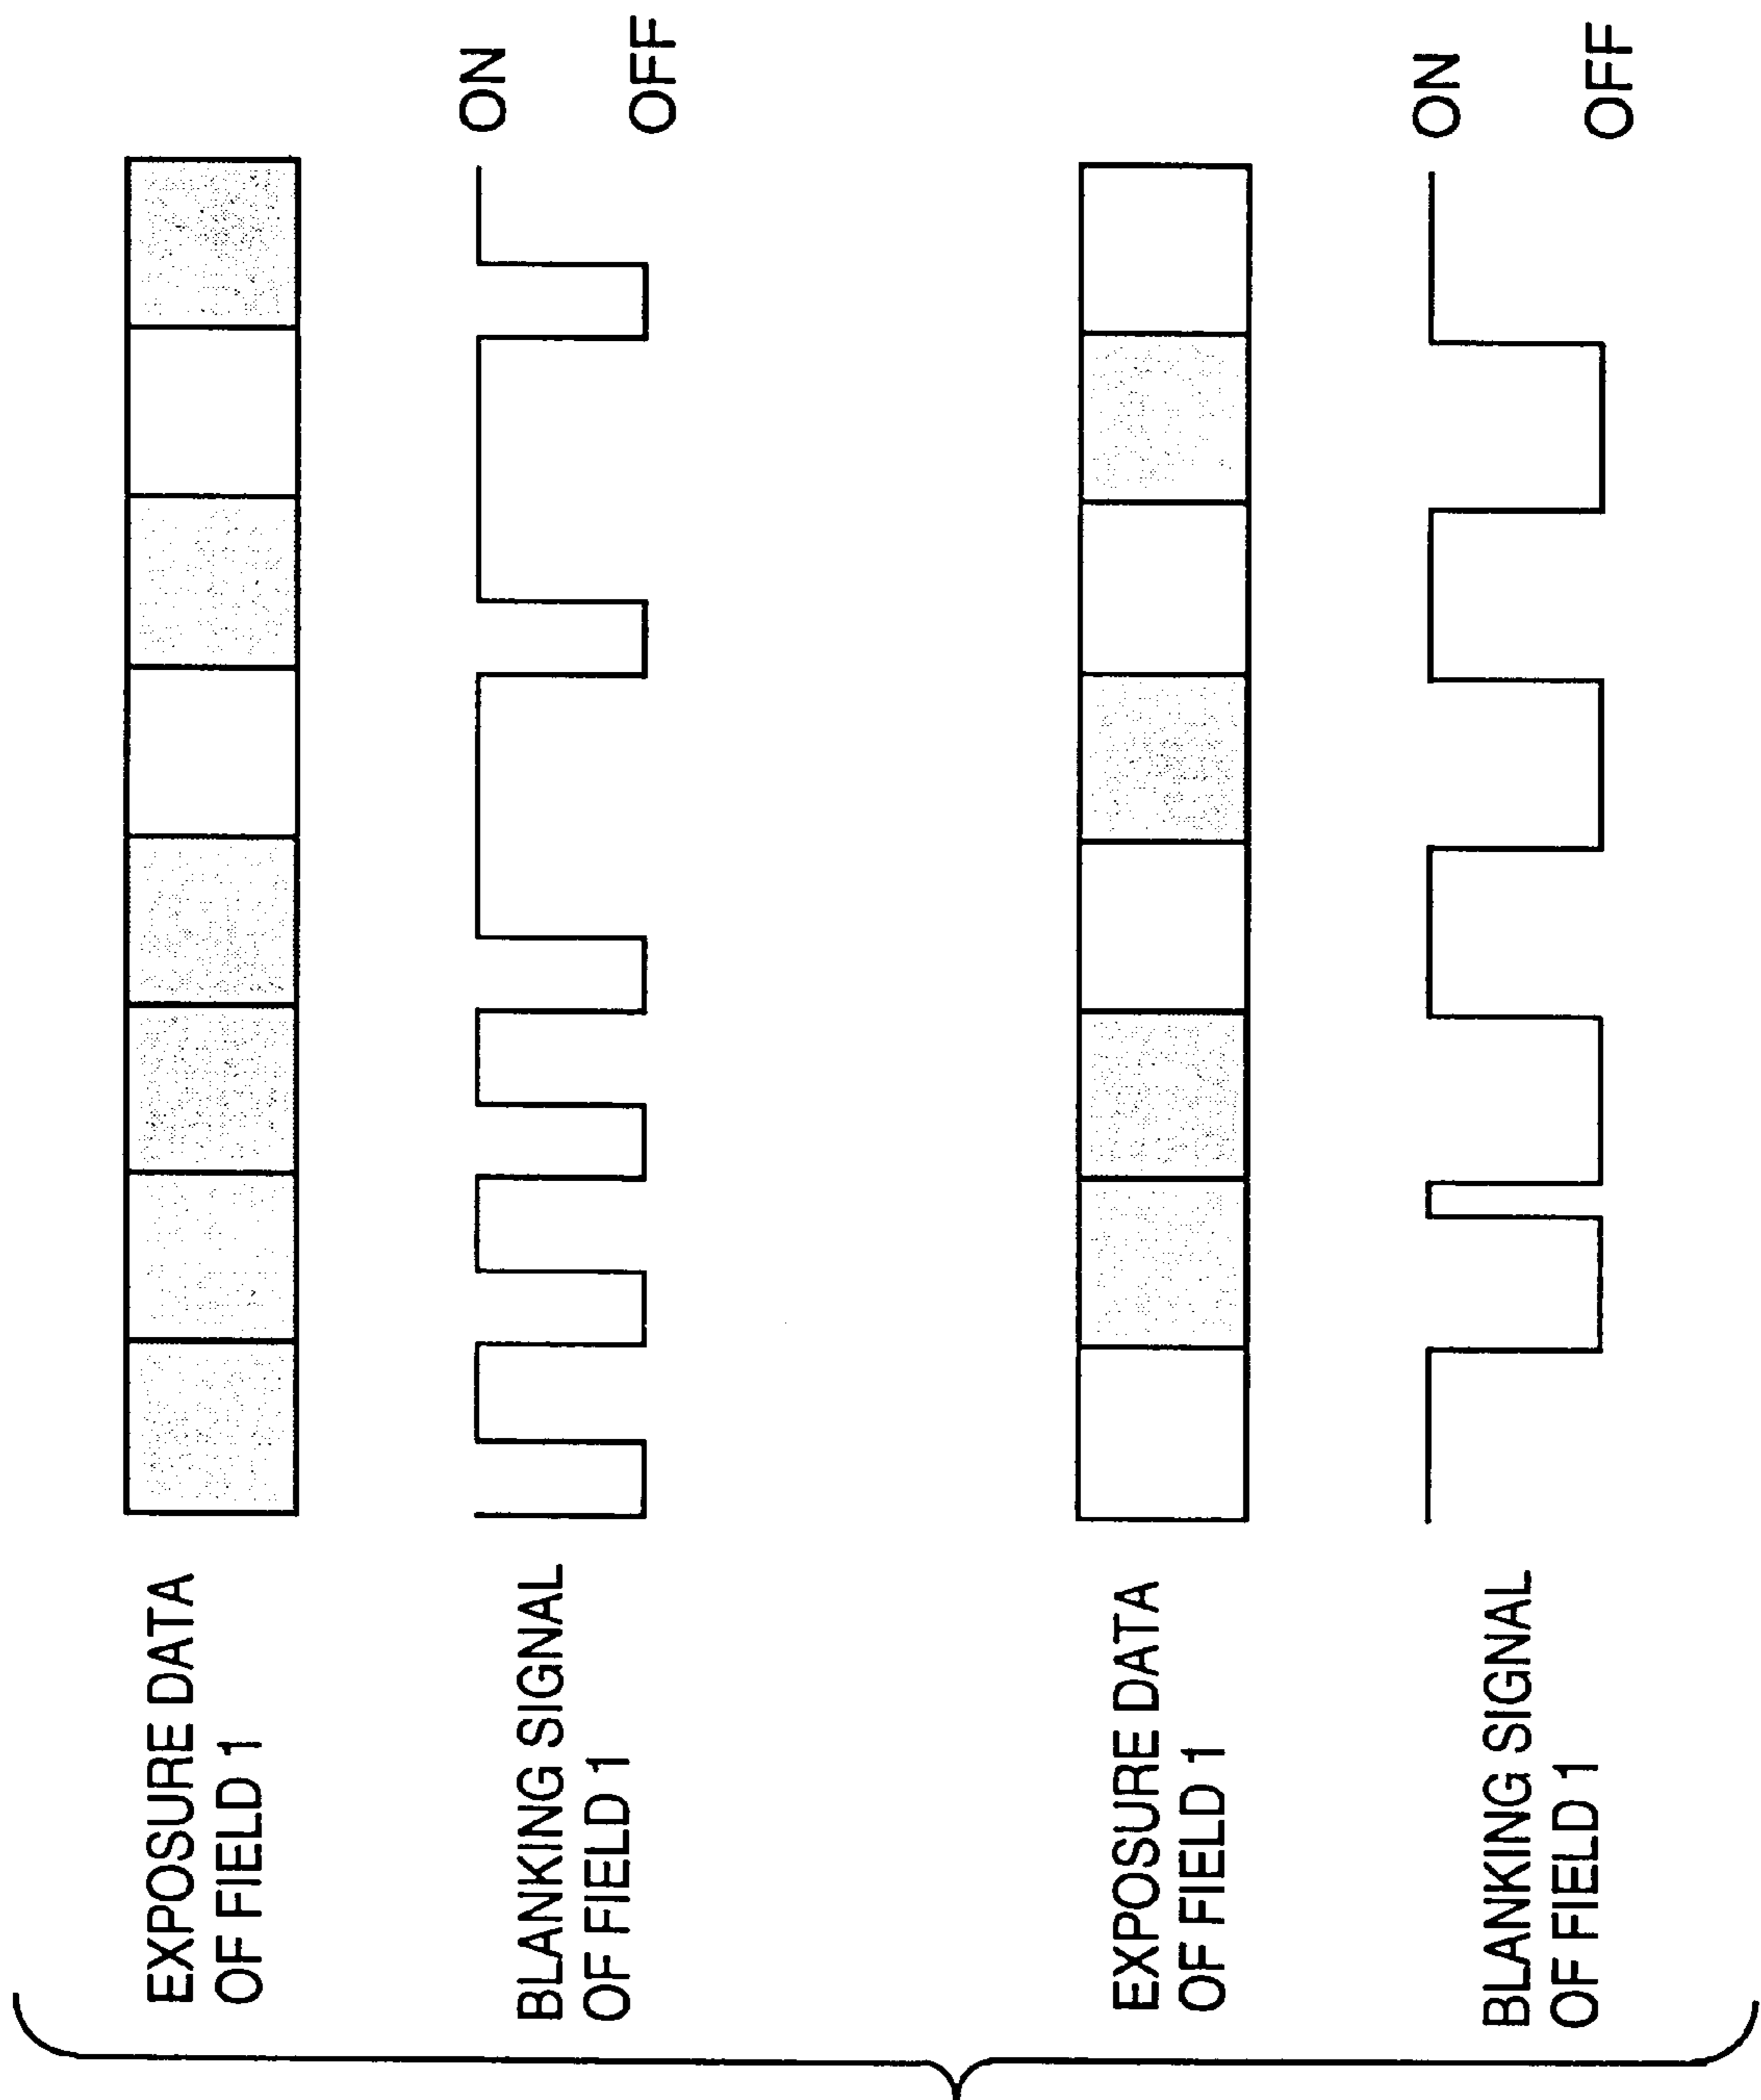 EXPOSURE DATA
OF FIELD 1
ON
OFF
BLANKING SIGNAL
OF FIELD 1
EXPOSURE DATA
OF FIELD 1
ON
OFF
BLANKING SIGNAL
OF FIELD 1